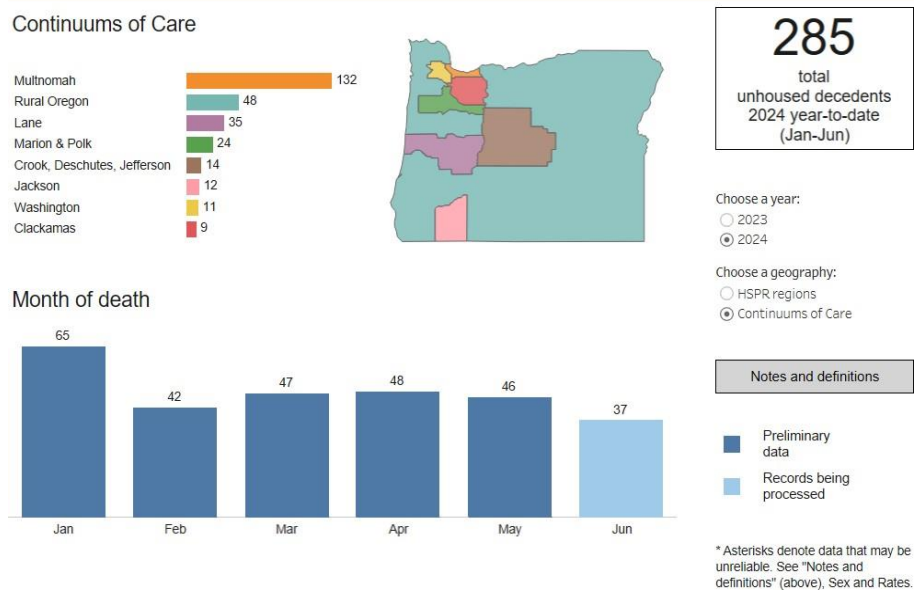 Continuums of Care
Multnomah 132
Rural Oregon 48
Lane 35
Marion & Polk 24
Crook, Deschutes, Jefferson 14
Jackson 12
Washington 11
Clackamas 9
285
total
unhoused decedents
2024 year-to-date
(Jan-Jun)
Choose a year:
2023
2024
Choose a geography:
HSPR regions
Continuums of Care
Month of death
65
42
47
48
46
37
Jan
Feb
Mar
Apr
May
Jun
Notes and definitions
Preliminary
data
Records being
processed
* Asterisks denote data that may be
unreliable. See "Notes and
definitions" (above), Sex and Rates.